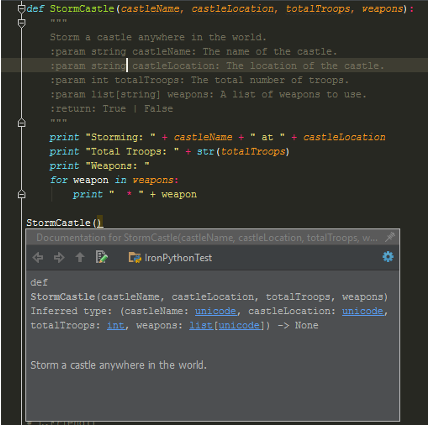 def StormCastle(castleName, castleLocation, totalTroops, weapons):
"""
Storm a castle anywhere in the world.
:param string castleName: The name of the castle.
:param string castleLocation: The location of the castle.
:param int totalTroops: The total number of troops.
:param list[string] weapons: A list of weapons to use.
:return: True | False
"""
print "Storming: " + castleName + " at " + castleLocation
print "Total Troops: " + str(totalTroops)
print "Weapons: "
for weapon in weapons:
print "  * " + weapon
StormCastle()
Documentation for StormCastle(castleName, castleLocation, totalTroops, w...
IronPythonTest
def
StormCastle(castleName, castleLocation, totalTroops, weapons)
Inferred type: (castleName: unicode, castleLocation: unicode,
totalTroops: int, weapons: list[unicode]) -> None
Storm a castle anywhere in the world.